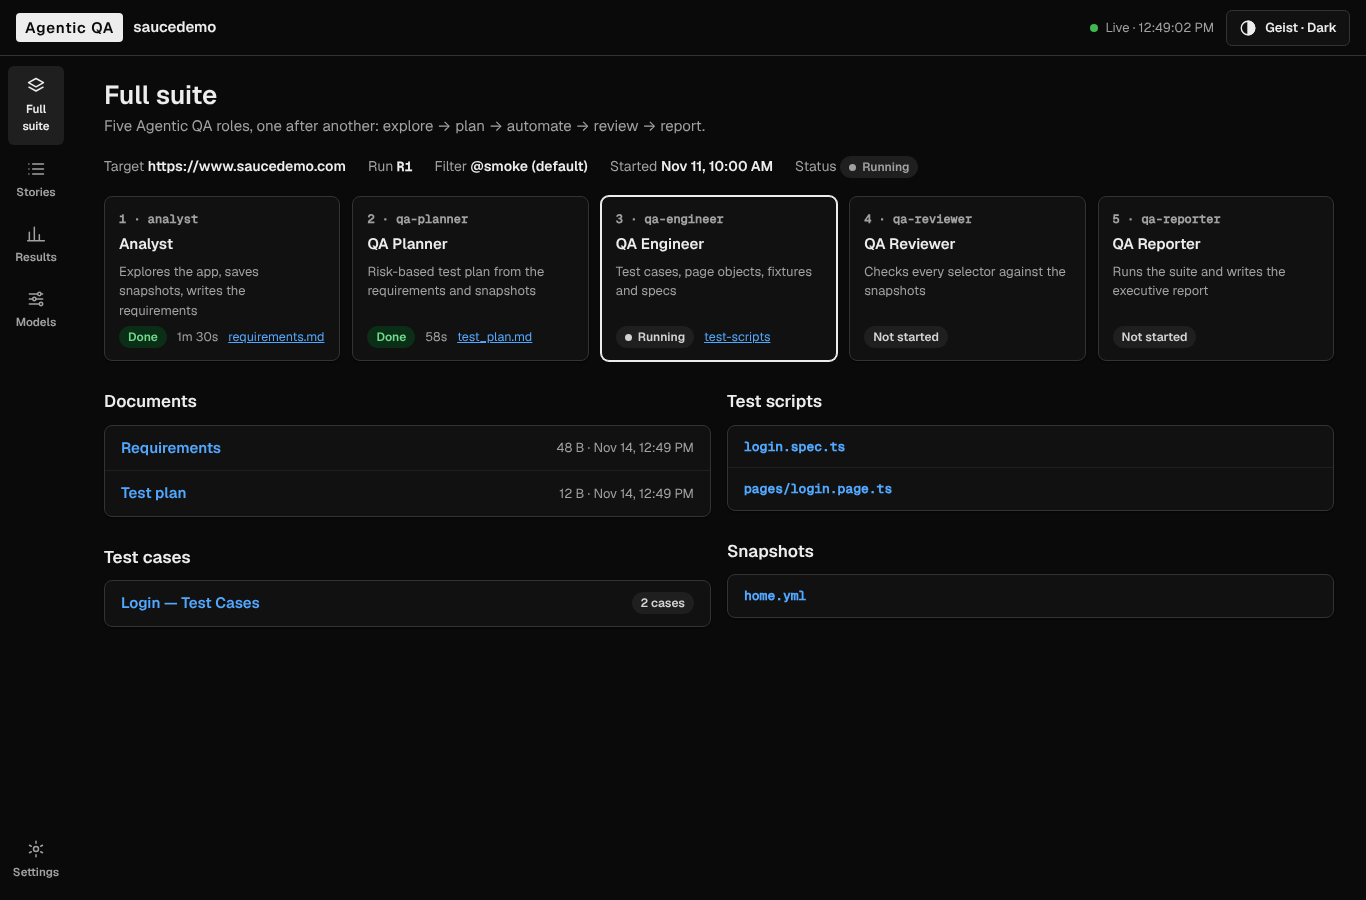 Agentic QA
saucedemo
Live · 12:49:02 PM
Geist · Dark
Full
suite
Stories
Results
Models
Settings
Full suite
Five Agentic QA roles, one after another: explore → plan → automate → review → report.
Target https://www.saucedemo.com Run R1 Filter @smoke (default) Started Nov 11, 10:00 AM Status Running
1 · analyst
Analyst
Explores the app, saves
snapshots, writes the
requirements
Done 1m 30s requirements.md
2 · qa-planner
QA Planner
Risk-based test plan from the
requirements and snapshots
Done 58s test_plan.md
3 · qa-engineer
QA Engineer
Test cases, page objects, fixtures
and specs
Running test-scripts
4 · qa-reviewer
QA Reviewer
Checks every selector against the
snapshots
Not started
5 · qa-reporter
QA Reporter
Runs the suite and writes the
executive report
Not started
Documents
Requirements 48 B · Nov 14, 12:49 PM
Test plan 12 B · Nov 14, 12:49 PM
Test cases
Login — Test Cases 2 cases
Test scripts
login.spec.ts
pages/login.page.ts
Snapshots
home.yml